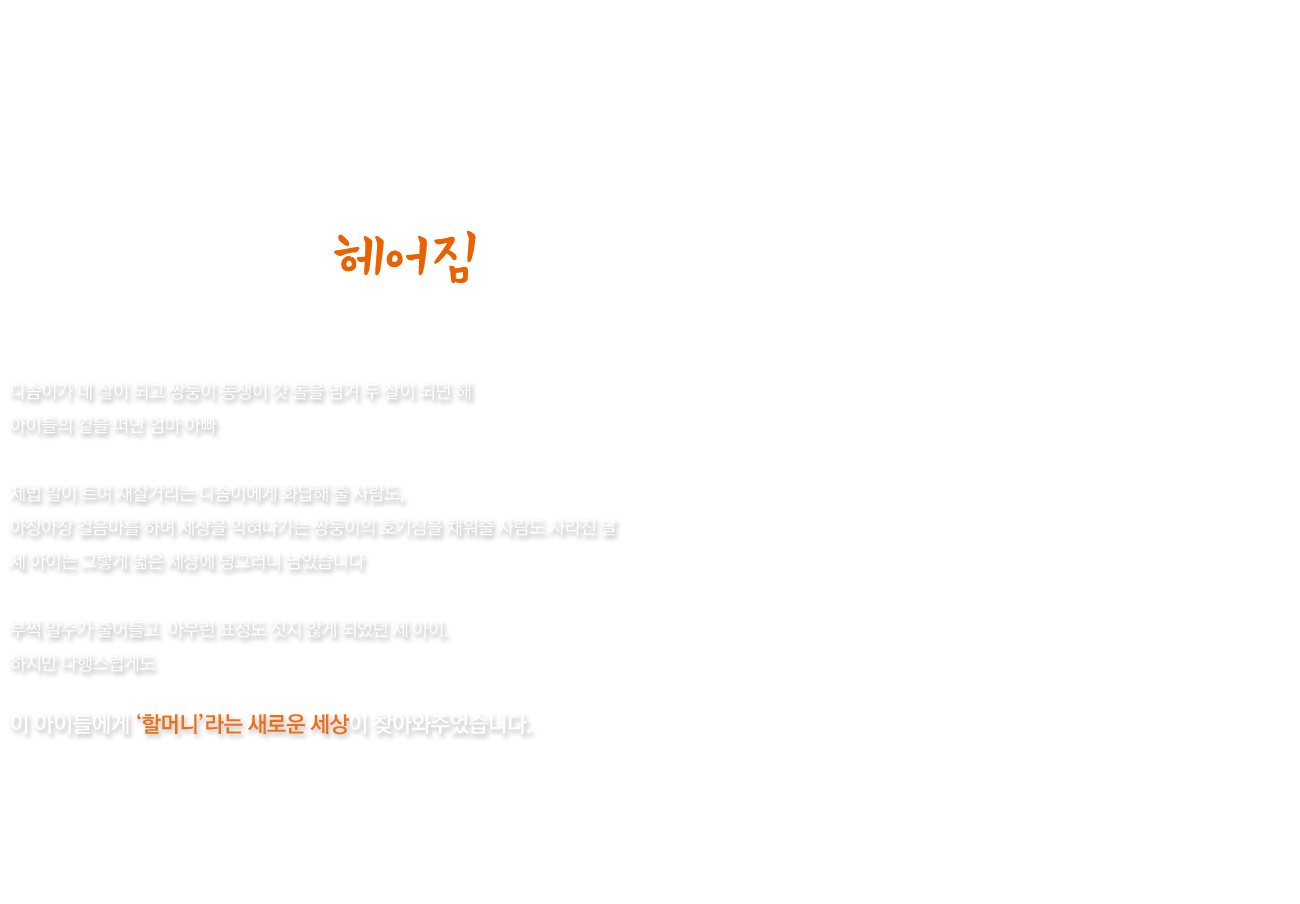 헤어짐
다솜이가 네 살이 되고 쌍둥이 동생이 갓 돌을 넘겨 두 살이 되던 해
아이들의 곁을 떠난 엄마 아빠
제법 말이 트여 재잘거리는 다솜이에게 화답해 줄 사람도,
아장아장 걸음마를 하며 세상을 익혀나가는 쌍둥이의 호기심을 채워줄 사람도 사라진 날
세 아이는 그렇게 넓은 세상에 덩그러니 남았습니다
부쩍 말수가 줄어들고 아무런 표정도 짓지 않게 되었던 세 아이.
하지만 다행스럽게도
이 아이들에게 ‘할머니’라는 새로운 세상이 찾아와주었습니다.